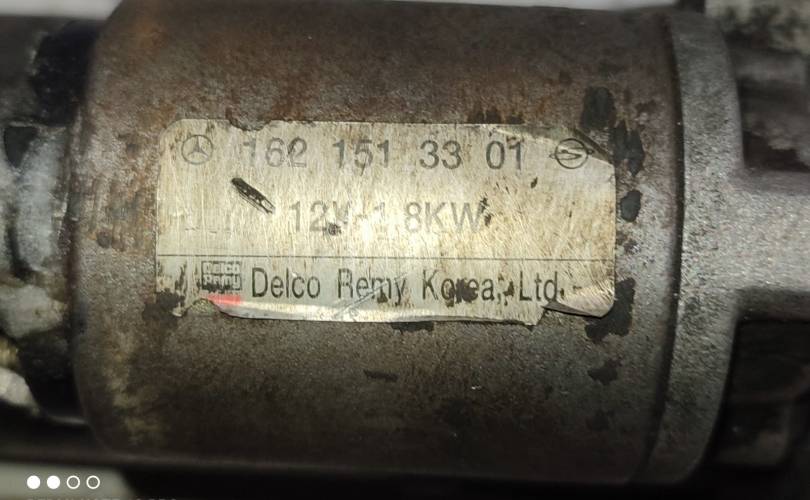 162 151 33 01
12V-1.8KW
Delco Remy Korea, Ltd.